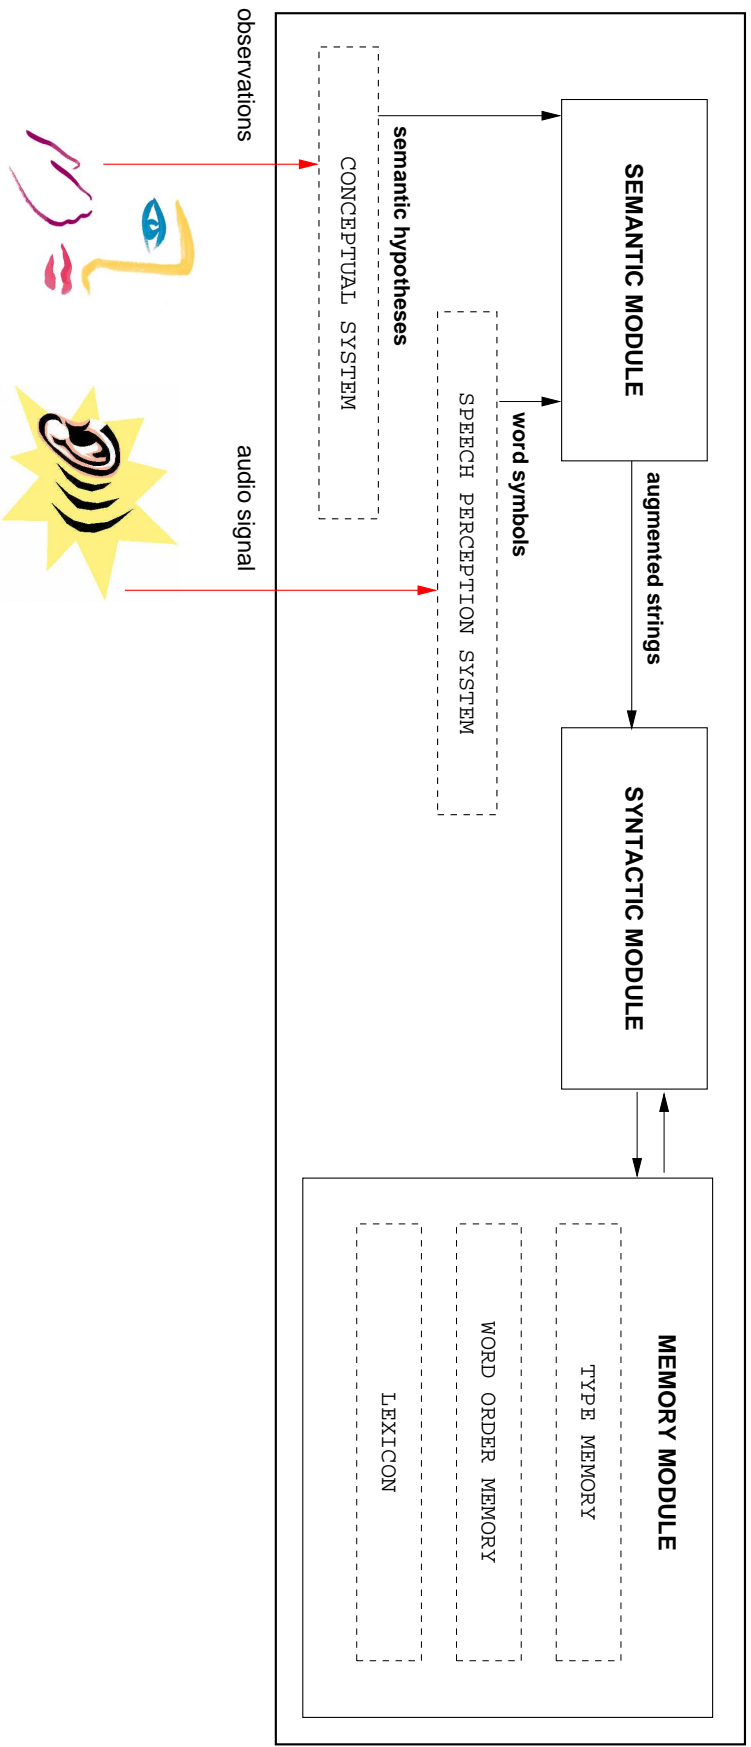 SEMANTIC MODULE
augmented strings
SYNTACTIC MODULE
MEMORY MODULE
TYPE MEMORY
WORD ORDER MEMORY
LEXICON
word symbols
SPEECH PERCEPTION SYSTEM
semantic hypotheses
CONCEPTUAL SYSTEM
observations
audio signal